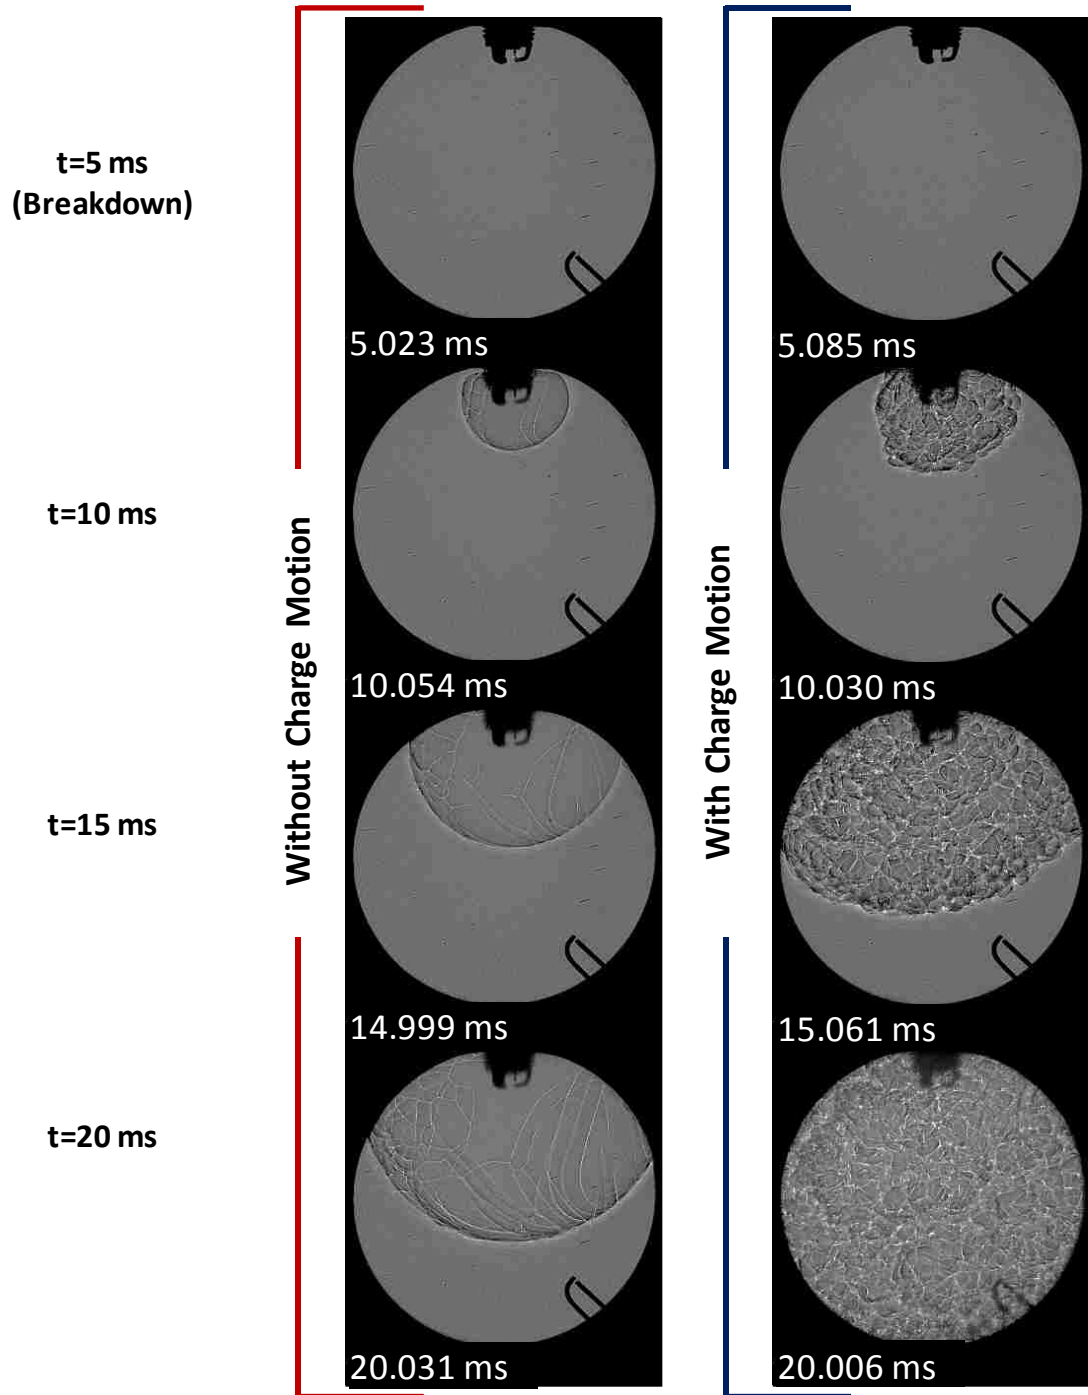 t=5 ms
(Breakdown)
5.023 ms
5.085 ms
t=10 ms
Without Charge Motion
With Charge Motion
10.054 ms
10.030 ms
t=15 ms
14.999 ms
15.061 ms
t=20 ms
20.031 ms
20.006 ms